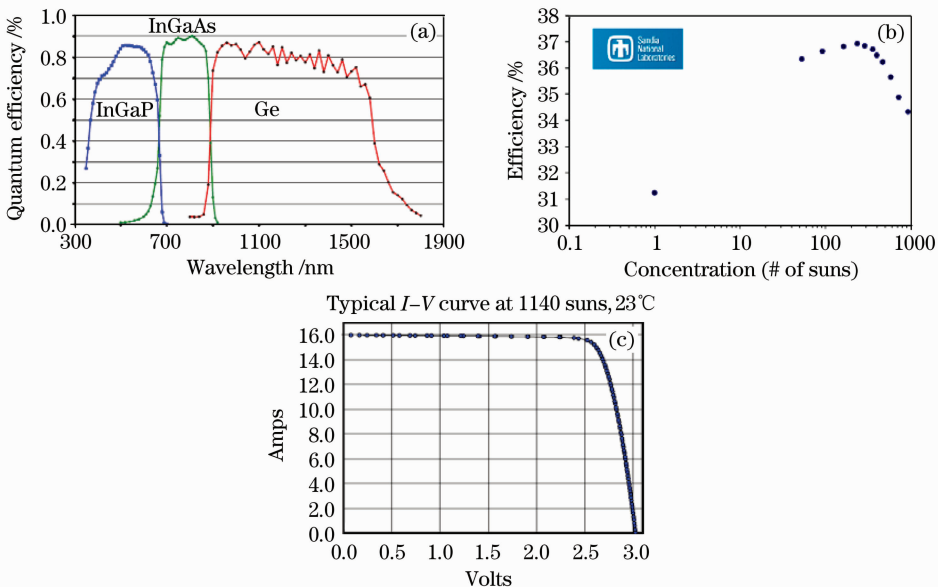 (a)
Quantum efficiency /%
1.0
0.8
0.6
0.4
0.2
0.0
InGaAs
InGaP
Ge
300
700
1100
1500
1900
Wavelength /nm
(b)
Efficiency /%
38
37
36
35
34
33
32
31
30
Sandia
National
Laboratories
0.1
1
10
100
1000
Concentration (# of suns)
Typical I–V curve at 1140 suns, 23℃
(c)
Amps
16.0
14.0
12.0
10.0
8.0
6.0
4.0
2.0
0.0
0.0
0.5
1.0
1.5
2.0
2.5
3.0
Volts